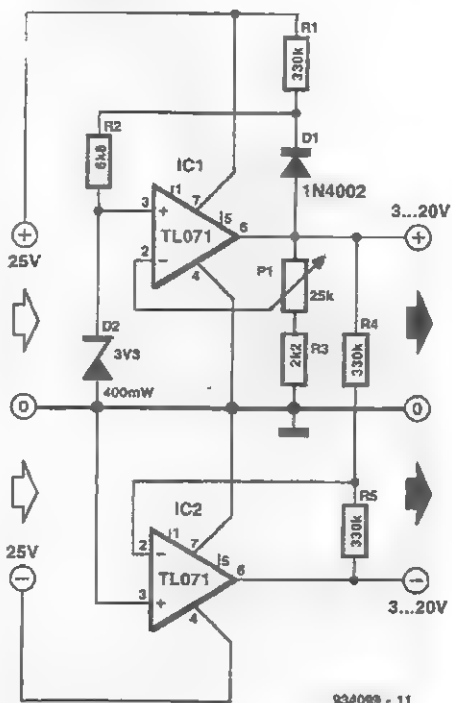 R1
330k
R2
6k8
D1
1N4002
IC1
1
7
3
+
5
6
TL071
2
−
4
3...20V
+
+
25V
P1
25k
R4
330k
D2
3V3
400mW
R3
2k2
0
0
IC2
1
7
2
−
5
6
TL071
3
+
4
R5
330k
25V
−
−
3...20V
934099 - 11